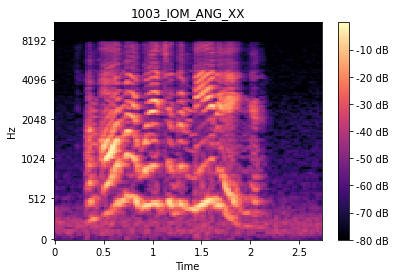 1003_IOM_ANG_XX
8192
4096
2048
1024
512
0
Hz
0
0.5
1
1.5
2
2.5
Time
-10 dB
-20 dB
-30 dB
-40 dB
-50 dB
-60 dB
-70 dB
-80 dB